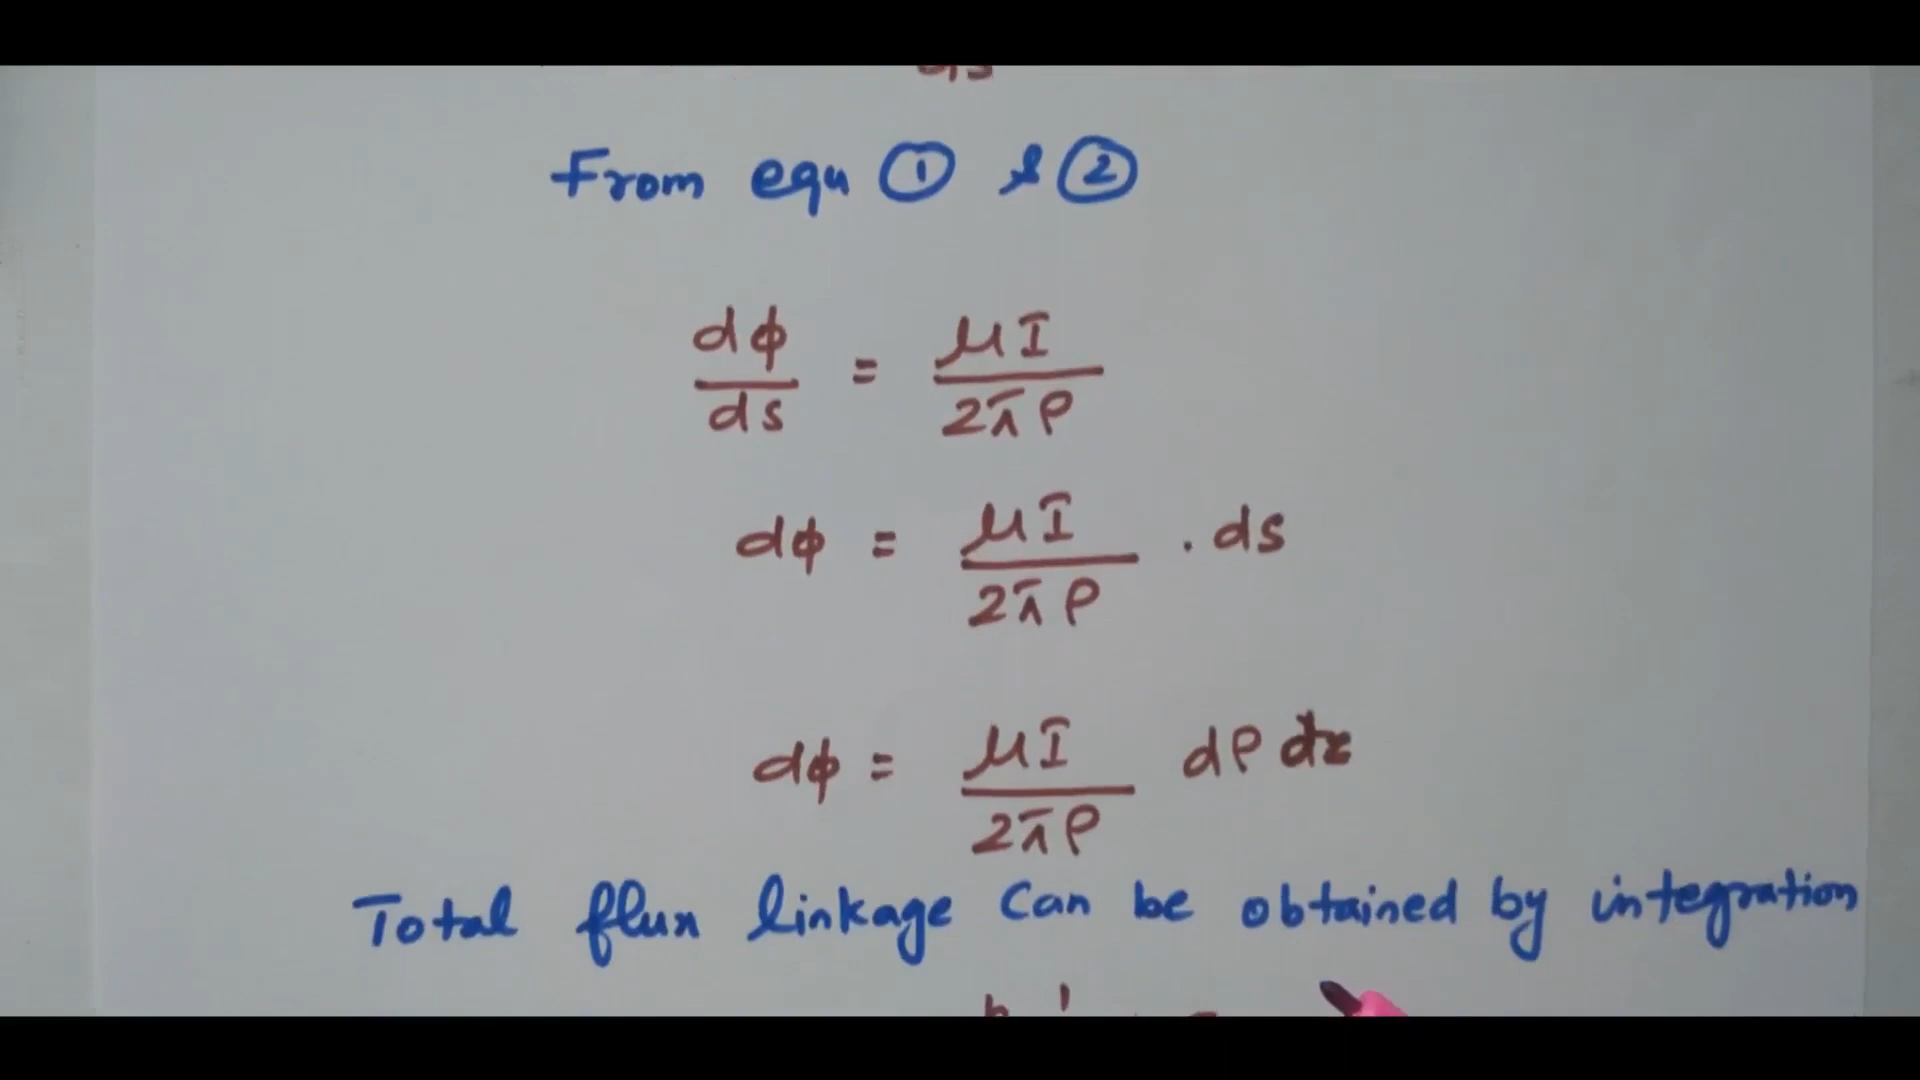 From equ ① & ②
dϕ/ds = μI/2πρ
dϕ = μI/2πρ . ds
dϕ = μI/2πρ dρ dz
Total flux linkage can be obtained by integration